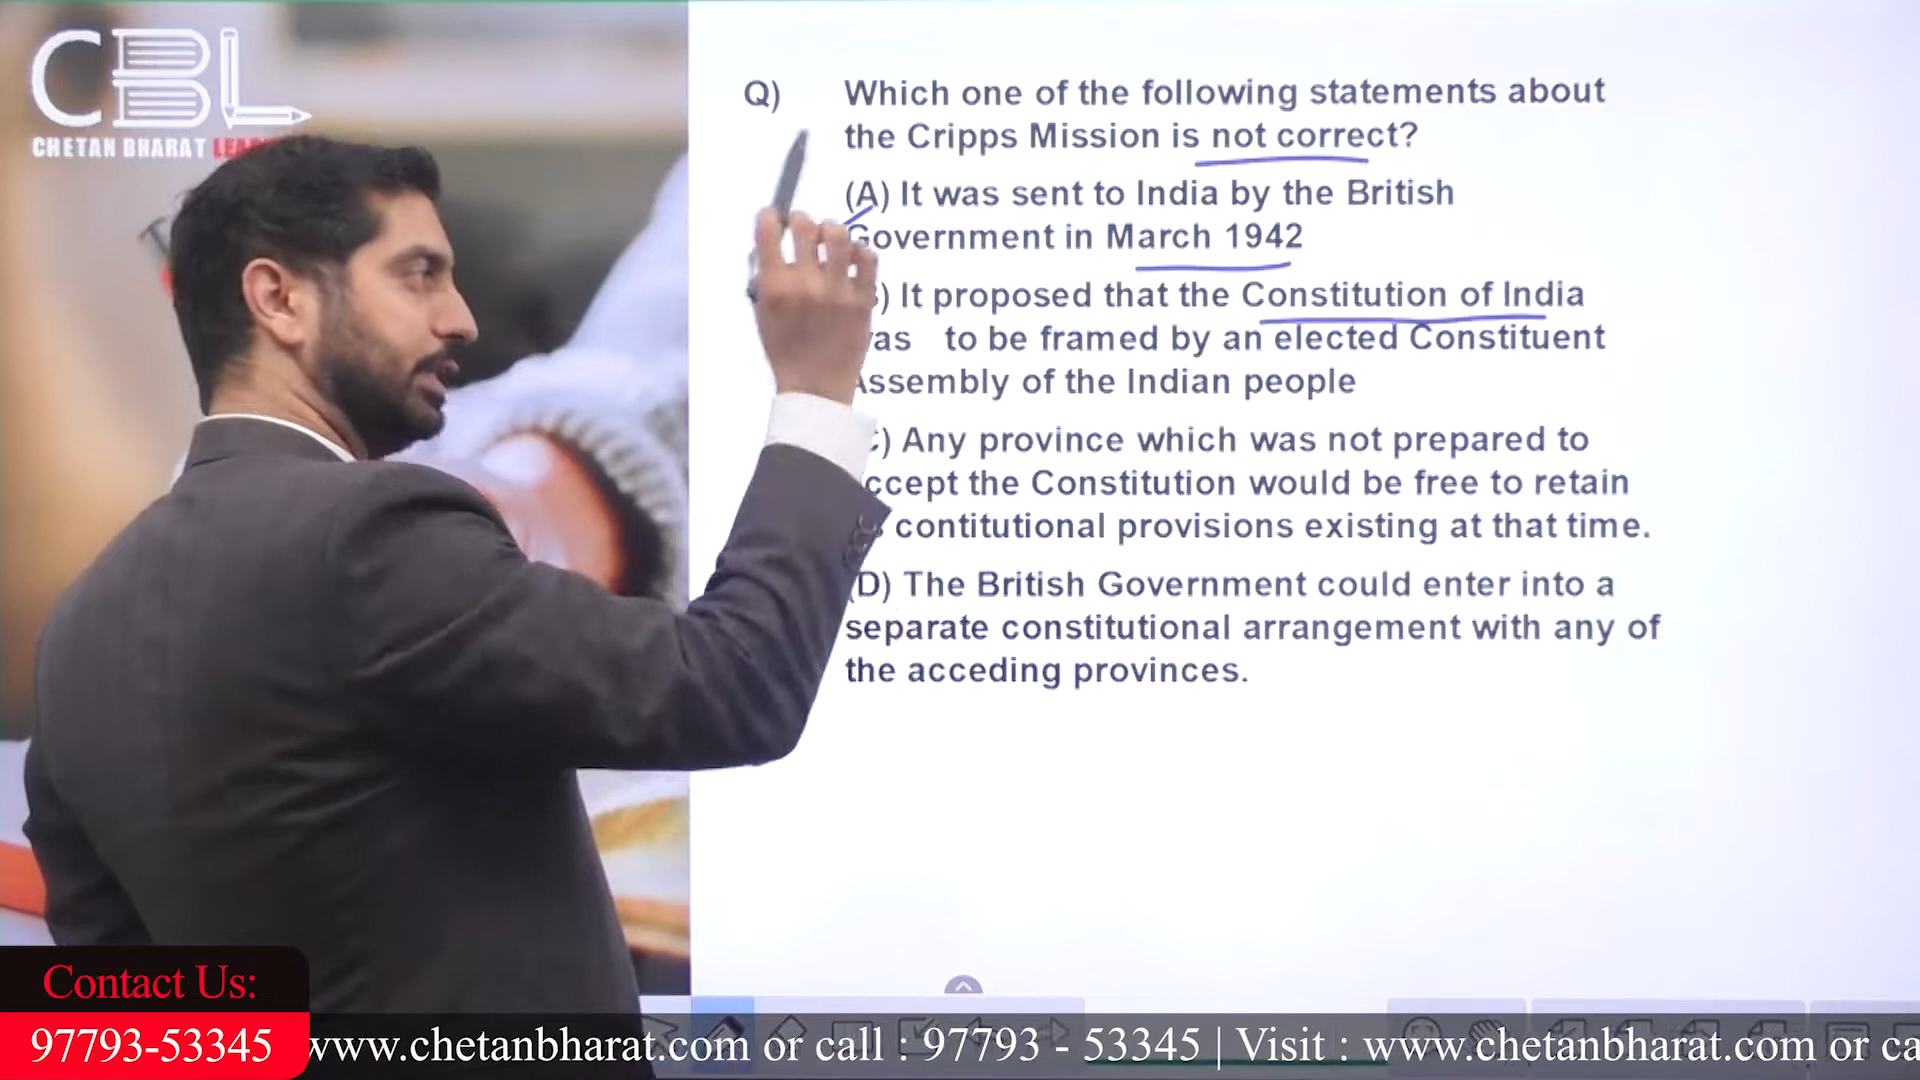 CBL
CHETAN BHARAT
Q) Which one of the following statements about
the Cripps Mission is not correct?
(A) It was sent to India by the British
Government in March 1942
) It proposed that the Constitution of India
to be framed by an elected Constituent
Assembly of the Indian people
) Any province which was not prepared to
accept the Constitution would be free to retain
contitutional provisions existing at that time.
(D) The British Government could enter into a
separate constitutional arrangement with any of
the acceding provinces.
Contact Us:
97793-53345 www.chetanbharat.com or call : 97793 - 53345 | Visit : www.chetanbharat.com or ca